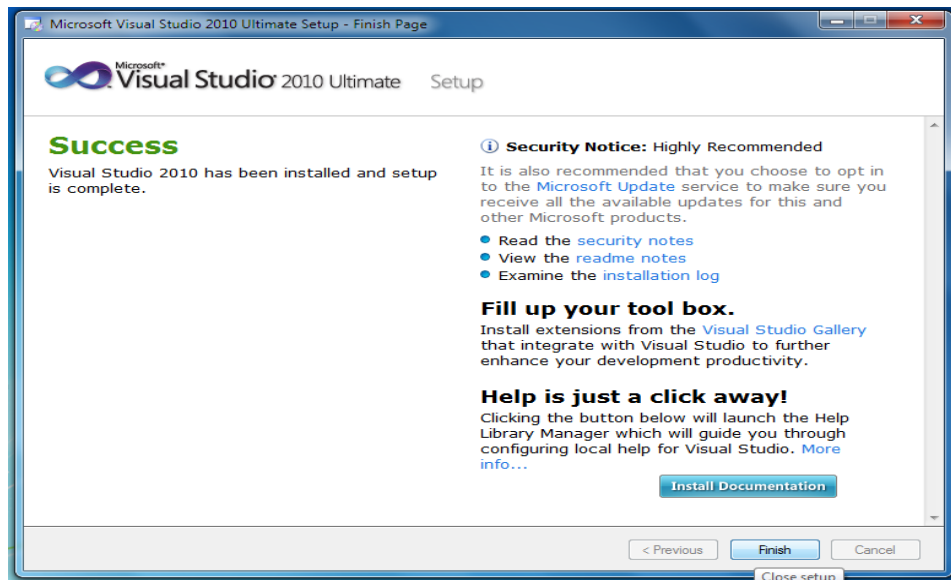 Microsoft Visual Studio 2010 Ultimate Setup - Finish Page
Microsoft®
Visual Studio® 2010 Ultimate Setup
Success
Visual Studio 2010 has been installed and setup
is complete.
Security Notice: Highly Recommended
It is also recommended that you choose to opt in
to the Microsoft Update service to make sure you
receive all the available updates for this and
other Microsoft products.
Read the security notes
View the readme notes
Examine the installation log
Fill up your tool box.
Install extensions from the Visual Studio Gallery
that integrate with Visual Studio to further
enhance your development productivity.
Help is just a click away!
Clicking the button below will launch the Help
Library Manager which will guide you through
configuring local help for Visual Studio. More
info...
Install Documentation
< Previous
Finish
Cancel
Close setup